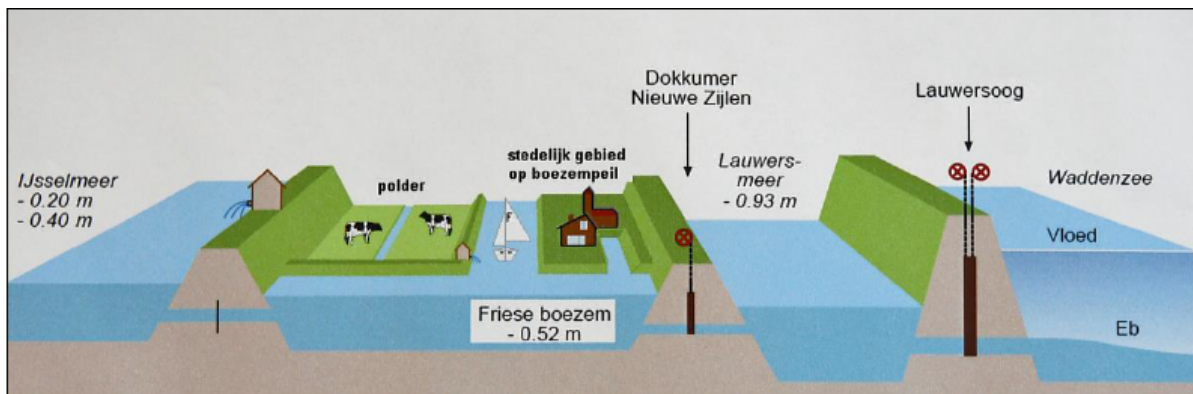 IJsselmeer
- 0.20 m
- 0.40 m
polder
stedelijk gebied
op boezempeil
Dokkumer
Nieuwe Zijlen
Lauwers-
meer
- 0.93 m
Lauwersoog
Waddenzee
Vloed
Eb
Friese boezem
- 0.52 m
F